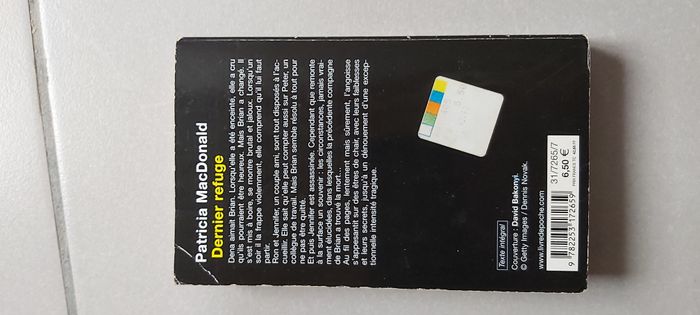 Patricia MacDonald
Dernier refuge
Dena aimait Brian. Lorsqu'elle a été enceinte, elle a cru
qu'ils pourraient être heureux. Mais Brian a changé. Il
s'est mis à boire, se montre brutal et jaloux. Lorsqu'un
soir il la frappe violemment, elle comprend qu'il lui faut
partir.
Ron et Jennifer, un couple ami, sont tout disposés à l'ac-
cueillir. Elle sait qu'elle peut compter aussi sur Peter, un
collègue de travail. Mais Brian semble résolu à tout pour
ne pas être quitté.
Et puis Jennifer est assassinée. Cependant que remonte
à la surface un souvenir : les circonstances, jamais vrai-
ment élucidées, dans lesquelles la précédente compagne
de Brian a trouvé la mort...
Au fil des pages, lentement mais sûrement, l'angoisse
s'appesantit sur des êtres de chair, avec leurs faiblesses
et leurs secrets, jusqu'à un dénouement d'une excep-
tionnelle intensité tragique.
Texte intégral
Couverture : David Bakonyi.
© Getty Images / Dennis Novak.
www.livredepoche.com
31/7265/7
6,50 €
9 782253 172659